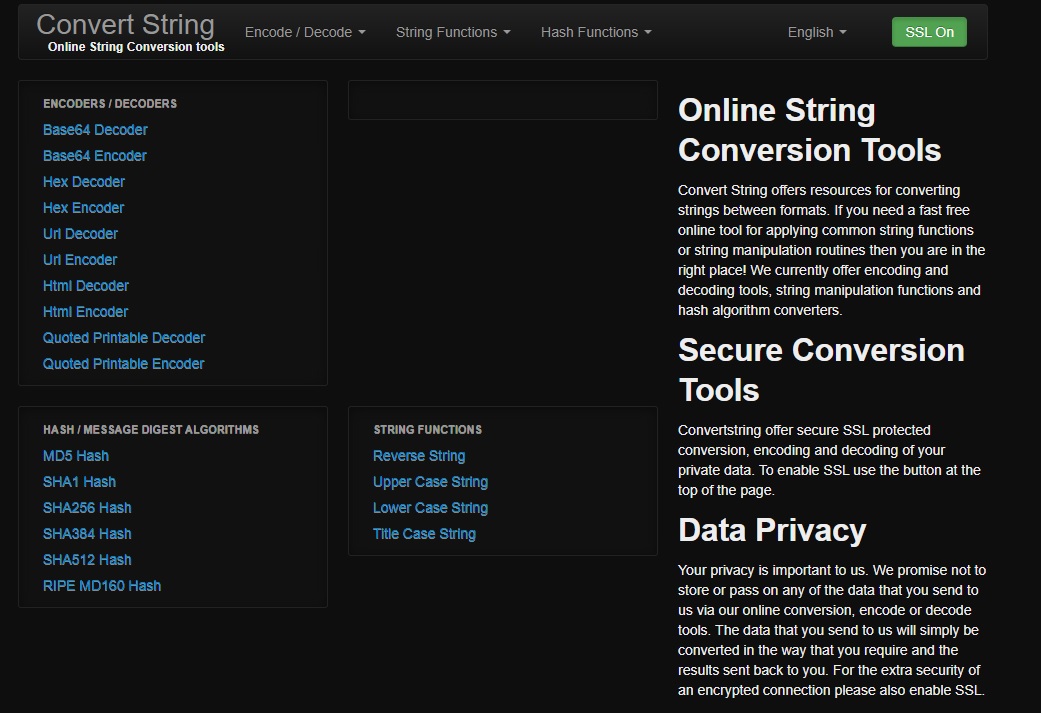 Convert String
Online String Conversion tools
Encode / Decode
String Functions
Hash Functions
English
SSL On
ENCODERS / DECODERS
Base64 Decoder
Base64 Encoder
Hex Decoder
Hex Encoder
Url Decoder
Url Encoder
Html Decoder
Html Encoder
Quoted Printable Decoder
Quoted Printable Encoder
HASH / MESSAGE DIGEST ALGORITHMS
MD5 Hash
SHA1 Hash
SHA256 Hash
SHA384 Hash
SHA512 Hash
RIPE MD160 Hash
STRING FUNCTIONS
Reverse String
Upper Case String
Lower Case String
Title Case String
Online String
Conversion Tools
Convert String offers resources for converting
strings between formats. If you need a fast free
online tool for applying common string functions
or string manipulation routines then you are in the
right place! We currently offer encoding and
decoding tools, string manipulation functions and
hash algorithm converters.
Secure Conversion
Tools
Convertstring offer secure SSL protected
conversion, encoding and decoding of your
private data. To enable SSL use the button at the
top of the page.
Data Privacy
Your privacy is important to us. We promise not to
store or pass on any of the data that you send to
us via our online conversion, encode or decode
tools. The data that you send to us will simply be
converted in the way that you require and the
results sent back to you. For the extra security of
an encrypted connection please also enable SSL.